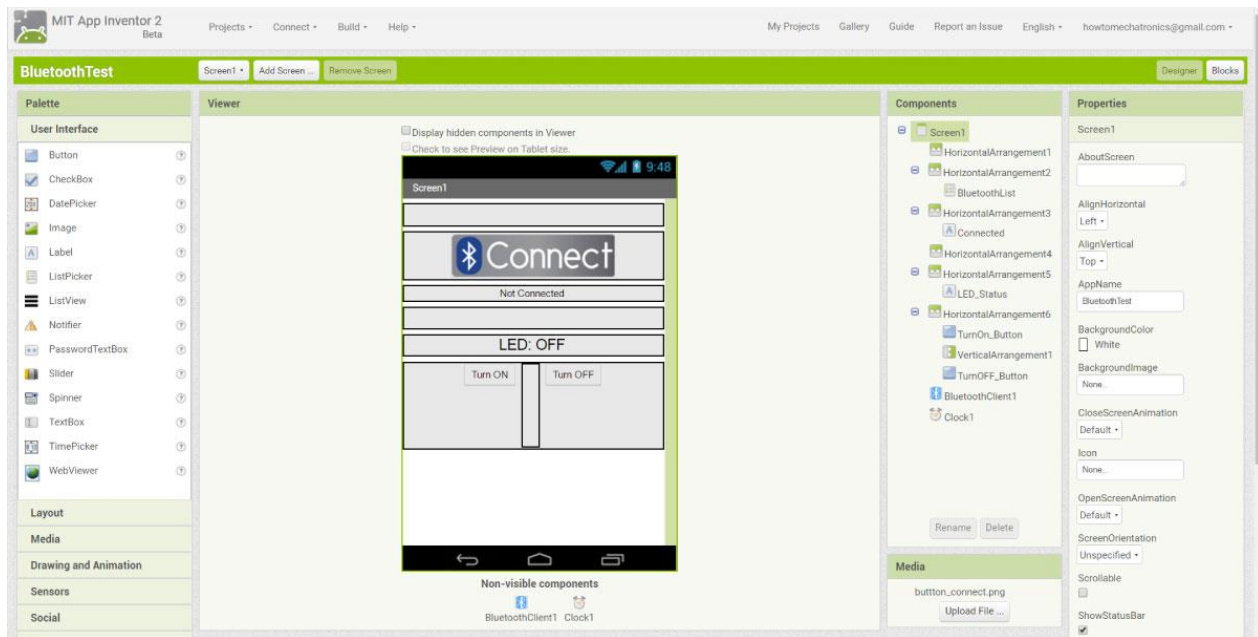 MIT App Inventor 2
Beta
Projects Connect Build Help
My Projects Gallery Guide Report an Issue English howtomechatronics@gmail.com
BluetoothTest
Screen1 Add Screen ... Remove Screen
Designer Blocks
Palette
User Interface
Button
CheckBox
DatePicker
Image
Label
ListPicker
ListView
Notifier
PasswordTextBox
Slider
Spinner
TextBox
TimePicker
WebViewer
Layout
Media
Drawing and Animation
Sensors
Social
Viewer
Display hidden components in Viewer
Check to see Preview on Tablet size.
9:48
Screen1
Connect
Not Connected
LED: OFF
Turn ON Turn OFF
Non-visible components
BluetoothClient1 Clock1
Components
Screen1
HorizontalArrangement1
HorizontalArrangement2
BluetoothList
HorizontalArrangement3
Connected
HorizontalArrangement4
HorizontalArrangement5
LED_Status
HorizontalArrangement6
TurnOn_Button
VerticalArrangement1
TurnOFF_Button
BluetoothClient1
Clock1
Rename Delete
Media
buttton_connect.png
Upload File ...
Properties
Screen1
AboutScreen
AlignHorizontal
Left
AlignVertical
Top
AppName
BluetoothTest
BackgroundColor
White
BackgroundImage
None...
CloseScreenAnimation
Default
Icon
None...
OpenScreenAnimation
Default
ScreenOrientation
Unspecified
Scrollable
ShowStatusBar